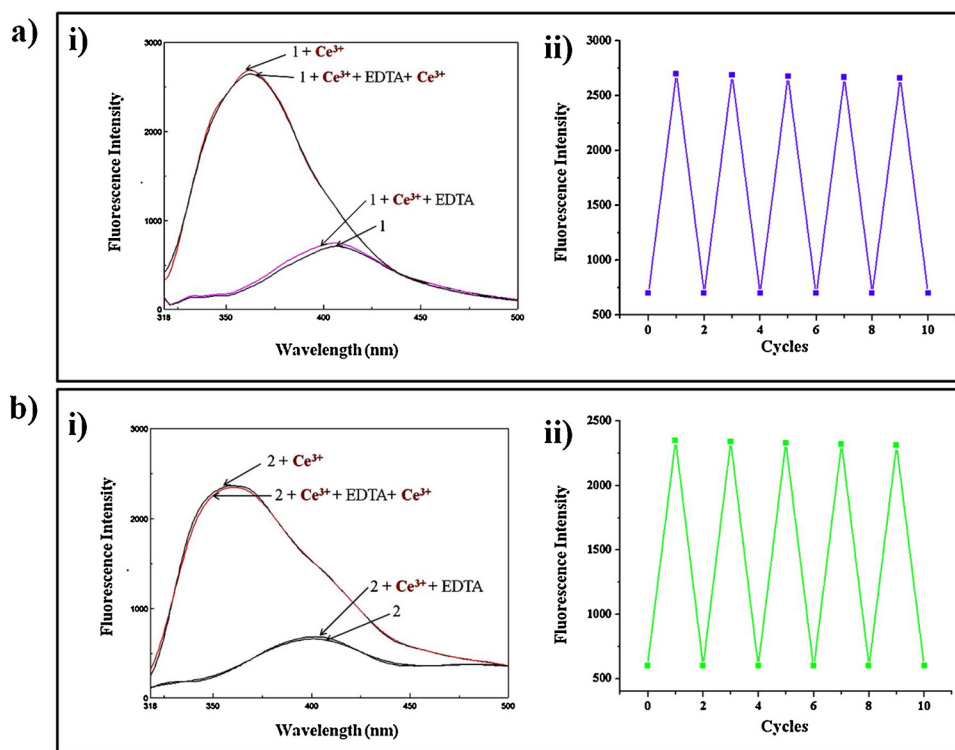 a)
i)
3000
2000
1000
0
318
350
400
450
500
Fluorescence Intensity
Wavelength (nm)
1 + Ce³⁺
1 + Ce³⁺ + EDTA+ Ce³⁺
1 + Ce³⁺ + EDTA
1
ii)
3000
2500
2000
1500
1000
500
0
2
4
6
8
10
Fluorescence Intensity
Cycles
b)
i)
3000
2000
1000
0
318
350
400
450
500
Fluorescence Intensity
Wavelength (nm)
2 + Ce³⁺
2 + Ce³⁺ + EDTA+ Ce³⁺
2 + Ce³⁺ + EDTA
2
ii)
2500
2000
1500
1000
500
0
2
4
6
8
10
Fluorescence Intensity
Cycles